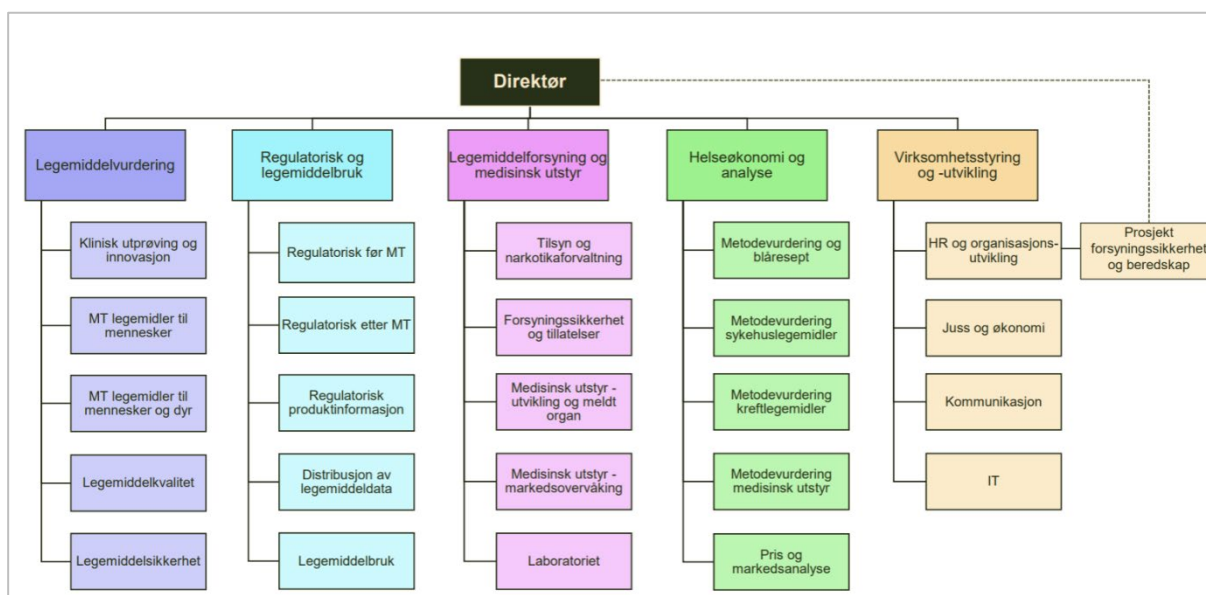 Direktør
Legemiddelvurdering
Regulatorisk og
legemiddelbruk
Legemiddelforsyning og
medisinsk utstyr
Helseøkonomi og
analyse
Virksomhetsstyring
og -utvikling
Klinisk utprøving og
innovasjon
MT legemidler til
mennesker
MT legemidler til
mennesker og dyr
Legemiddelkvalitet
Legemiddelsikkerhet
Regulatorisk før MT
Regulatorisk etter MT
Regulatorisk
produktinformasjon
Distribusjon av
legemiddeldata
Legemiddelbruk
Tilsyn og
narkotikaforvaltning
Forsyningssikkerhet
og tillatelser
Medisinsk utstyr -
utvikling og meldt
organ
Medisinsk utstyr -
markedsovervåking
Laboratoriet
Metodevurdering og
blåresept
Metodevurdering
sykehuslegemidler
Metodevurdering
kreftlegemidler
Metodevurdering
medisinsk utstyr
Pris og
markedsanalyse
HR og organisasjons-
utvikling
Juss og økonomi
Kommunikasjon
IT
Prosjekt
forsyningssikkerhet
og beredskap